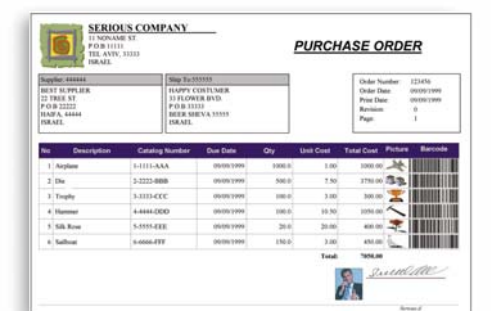 SERIOUS COMPANY
11 NONAME ST.
P O B 11111
TEL AVIV, 33333
ISRAEL
PURCHASE ORDER
Supplier: 444444
BEST SUPPLIER
22 TREE ST.
P O B 22222
HAIFA, 44444
ISRAEL
Ship To:555555
HAPPY COSTUMER
33 FLOWER BVD.
P O B 33333
BEER SHEVA 55555
ISRAEL
Order Number: 123456
Order Date: 09/09/1999
Print Date: 09/09/1999
Revision: 0
Page: 1
No Description Catalog Number Due Date Qty Unit Cost Total Cost Picture Barcode
1 Airplane 1-1111-AAA 09/09/1999 1000.0 1.00 1000.00
2 Die 2-2222-BBB 09/09/1999 500.0 7.50 3750.00
3 Trophy 3-3333-CCC 09/09/1999 100.0 3.00 300.00
4 Hammer 4-4444-DDD 09/09/1999 100.0 10.50 1050.00
5 Silk Rose 5-5555-EEE 09/09/1999 20.0 20.00 400.00
6 Sailboat 6-6666-FFF 09/09/1999 150.0 3.00 450.00
Total: 7050.00